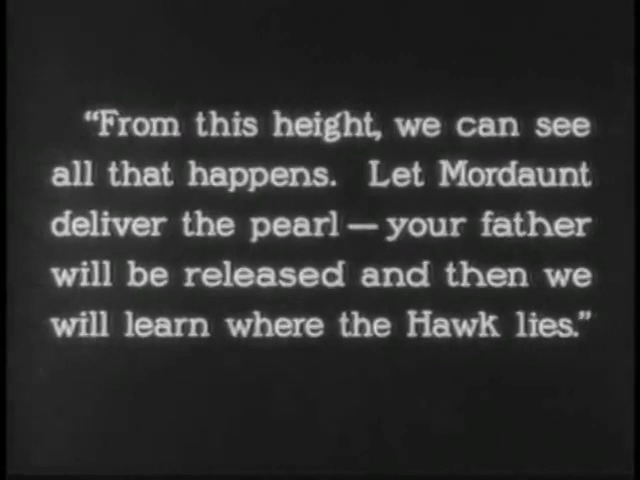 “From this height, we can see
all that happens. Let Mordaunt
deliver the pearl — your father
will be released and then we
will learn where the Hawk lies.”